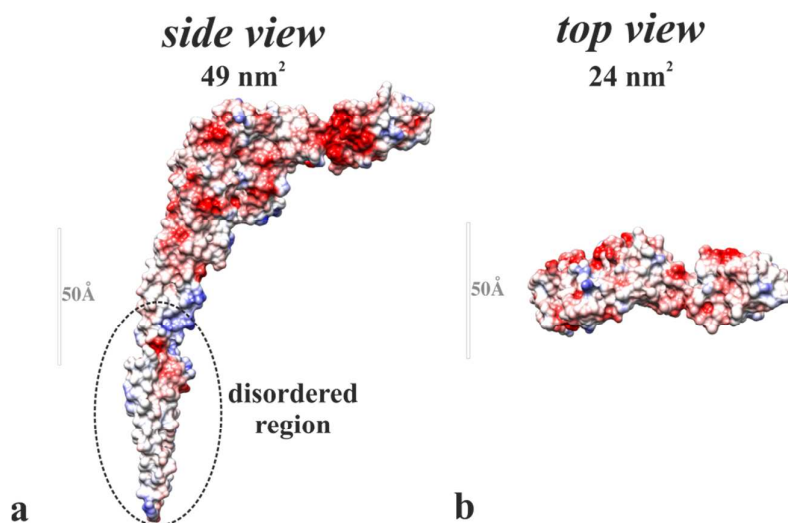 side view
49 nm²
top view
24 nm²
50Å
50Å
disordered
region
a
b